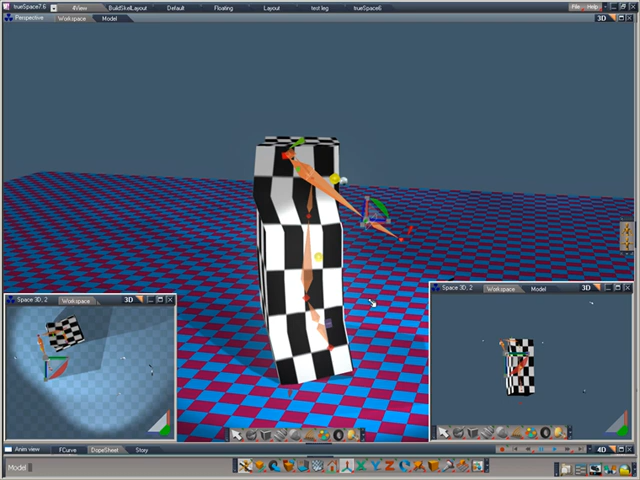 trueSpace7.6 4View BuildSkelLayout Default Floating Layout test leg trueSpace6 File Help
Perspective Workspace Model 3D
Space 3D, 2 Workspace 3D
Space 3D, 2 Workspace Model 3D
Anim view FCurve DopeSheet Story 4D
Model
X Y Z